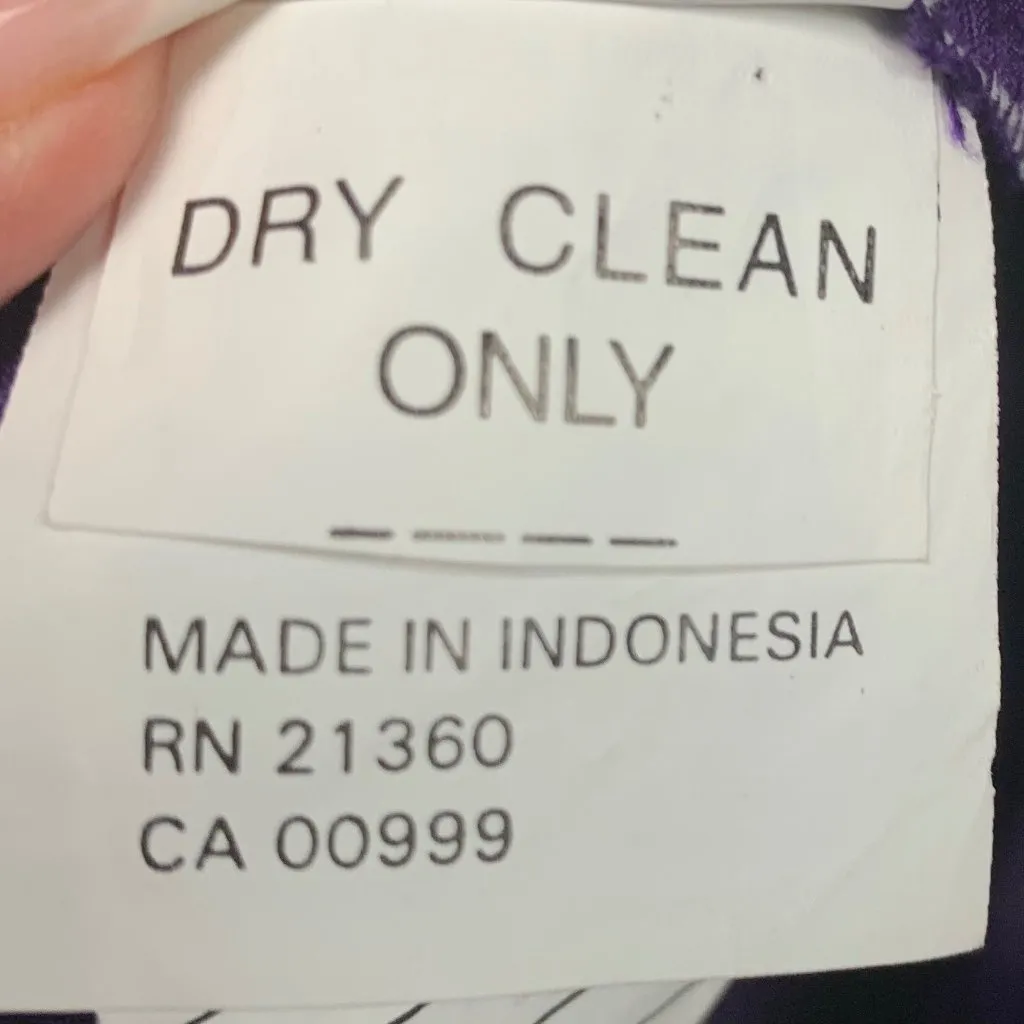 DRY CLEAN
ONLY
MADE IN INDONESIA
RN 21360
CA 00999